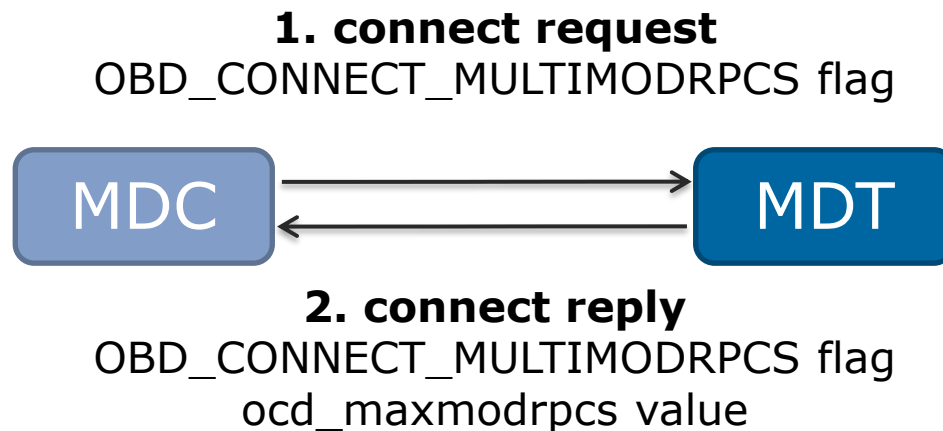 1. connect request
OBD_CONNECT_MULTIMODRPCS flag
MDC
MDT
2. connect reply
OBD_CONNECT_MULTIMODRPCS flag
ocd_maxmodrpcs value